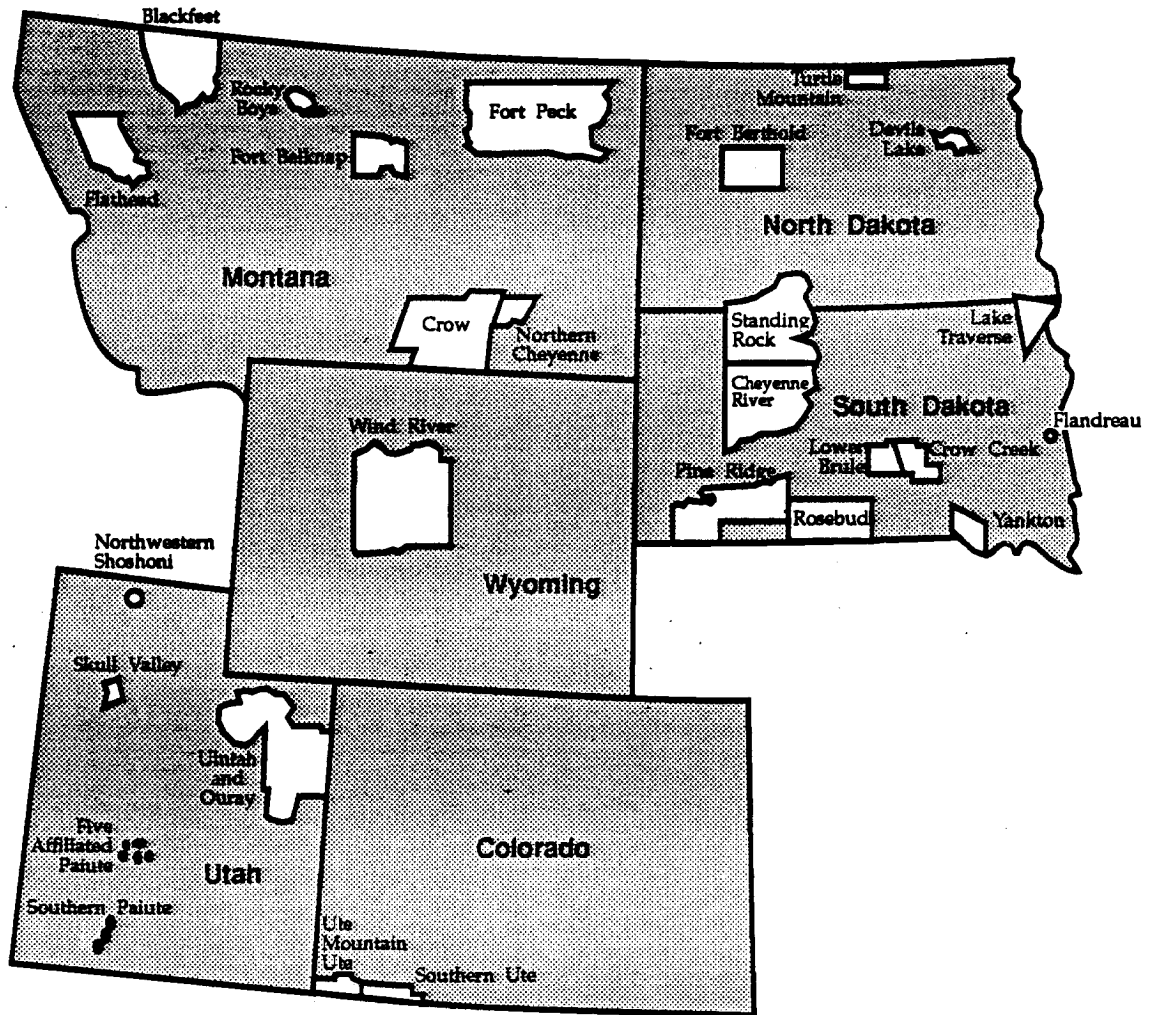 Blackfeet
Rocky
Boys
Fort Peck
Turtle
Mountain
Fort Berthold
Devils
Lake
Fort Belknap
Flathead
North Dakota
Montana
Crow
Northern
Cheyenne
Standing
Rock
Lake
Traverse
Cheyenne
River
South Dakota
Flandreau
Wind River
Lower
Brule
Crow Creek
Pine Ridge
Rosebud
Yankton
Northwestern
Shoshoni
Wyoming
Skull Valley
Uintah
and
Ouray
Five
Affiliated
Paiute
Utah
Colorado
Southern Paiute
Ute
Mountain
Ute
Southern Ute